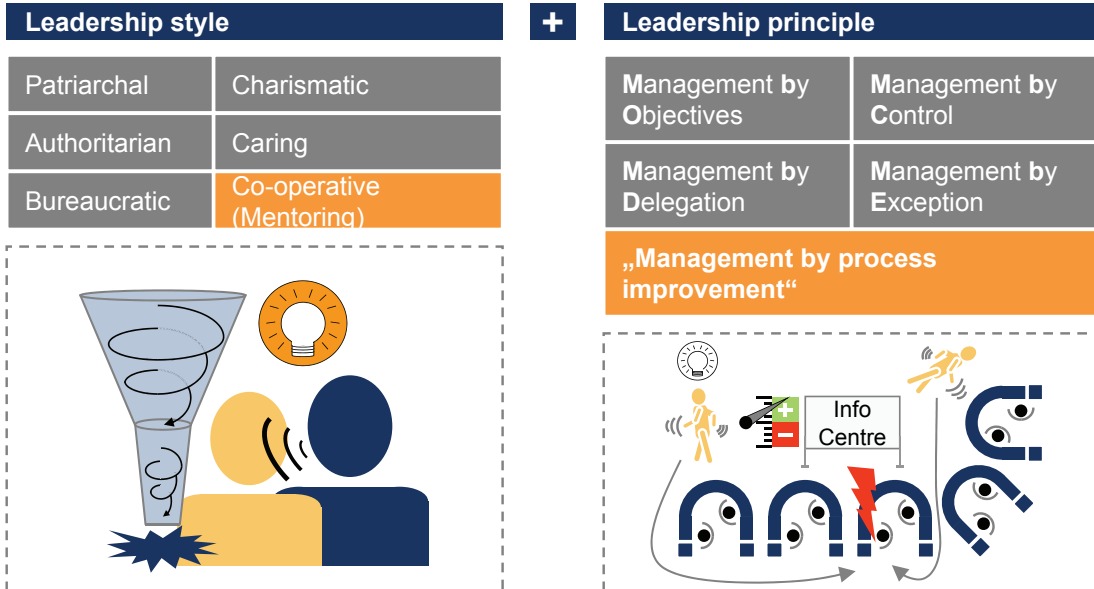 Leadership style
+
Leadership principle
Patriarchal
Charismatic
Authoritarian
Caring
Bureaucratic
Co-operative
(Mentoring)
Management by
Objectives
Management by
Control
Management by
Delegation
Management by
Exception
„Management by process
improvement“
+
-
Info
Centre